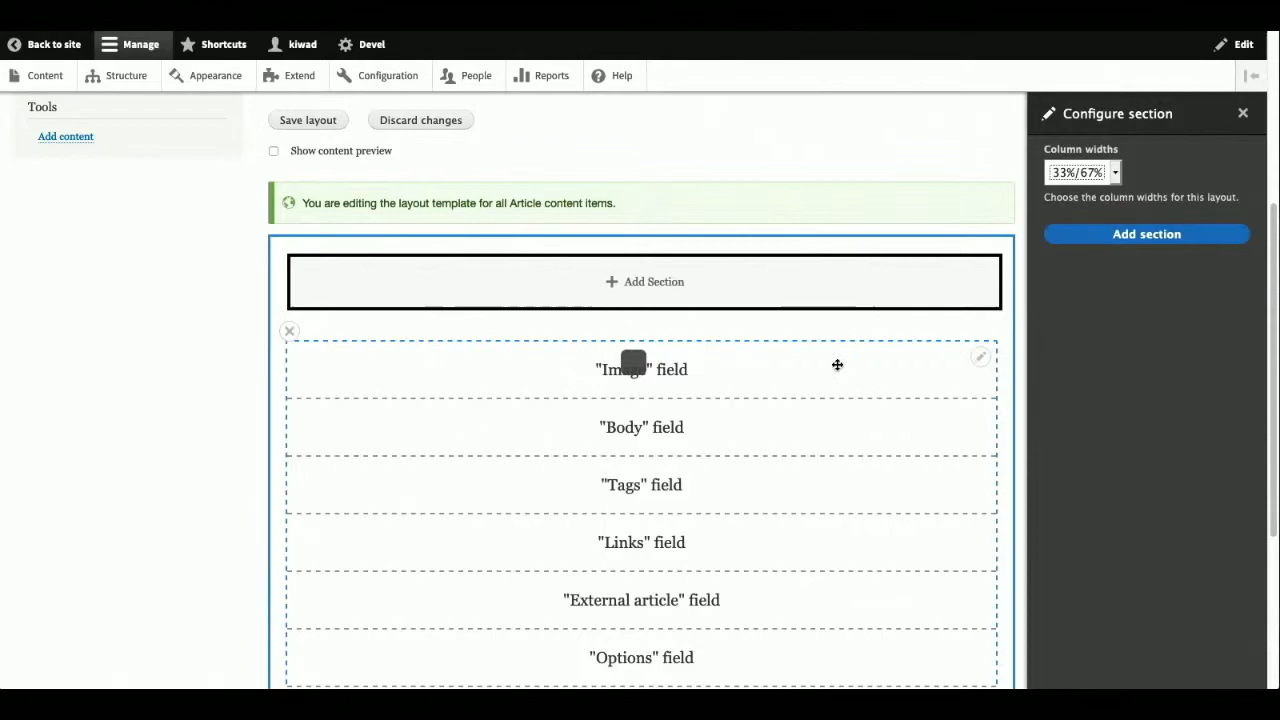 Back to site Manage Shortcuts kiwad Devel Edit
Content Structure Appearance Extend Configuration People Reports Help
Tools
Add content
Save layout Discard changes
Show content preview
You are editing the layout template for all Article content items.
+ Add Section
"Image" field
"Body" field
"Tags" field
"Links" field
"External article" field
"Options" field
Configure section
Column widths
33%/67%
Choose the column widths for this layout.
Add section